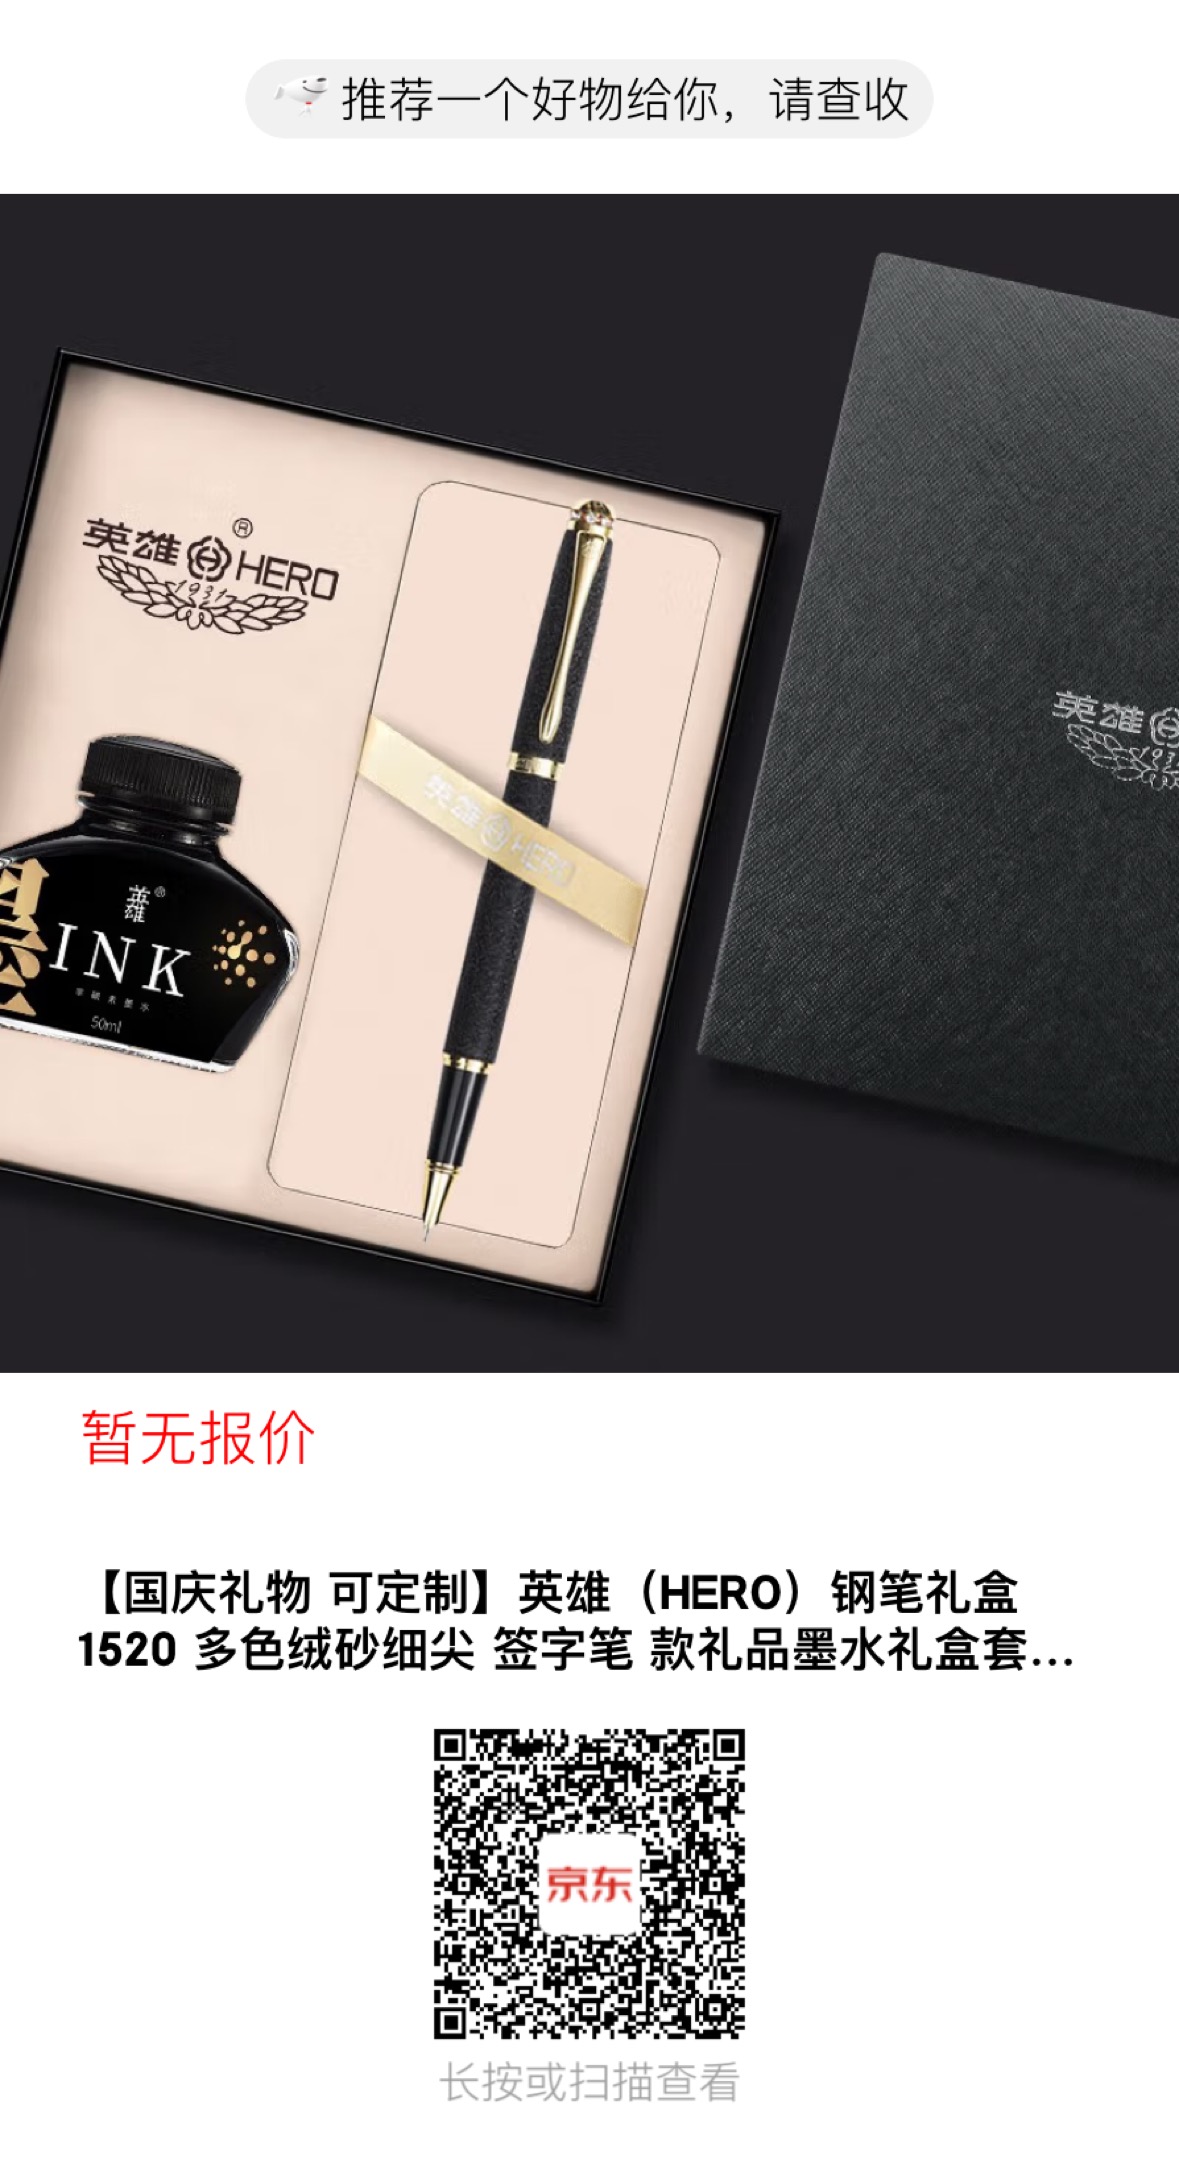 推荐一个好物给你，请查收
英雄 HERO
®
1931
英雄
193
英雄 HERO
英雄®
INK
50ml
暂无报价
【国庆礼物 可定制】英雄（HERO）钢笔礼盒
1520 多色绒砂细尖 签字笔 款礼品墨水礼盒套...
京东
长按或扫描查看